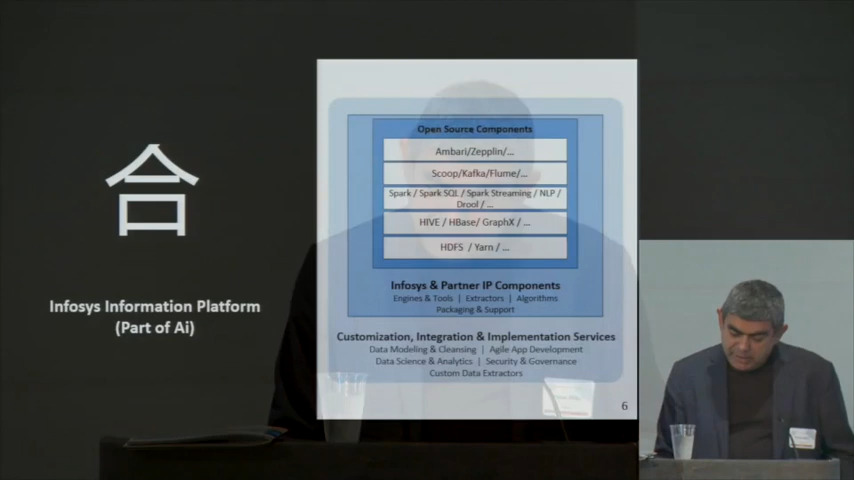 合
Infosys Information Platform
(Part of Ai)
Open Source Components
Ambari/Zepplin/...
Scoop/Kafka/Flume/...
Spark / Spark SQL / Spark Streaming / NLP /
Drool / ...
HIVE / HBase/ GraphX / ...
HDFS / Yarn / ...
Infosys & Partner IP Components
Engines & Tools | Extractors | Algorithms
Packaging & Support
Customization, Integration & Implementation Services
Data Modeling & Cleansing | Agile App Development
Data Science & Analytics | Security & Governance
Custom Data Extractors
6